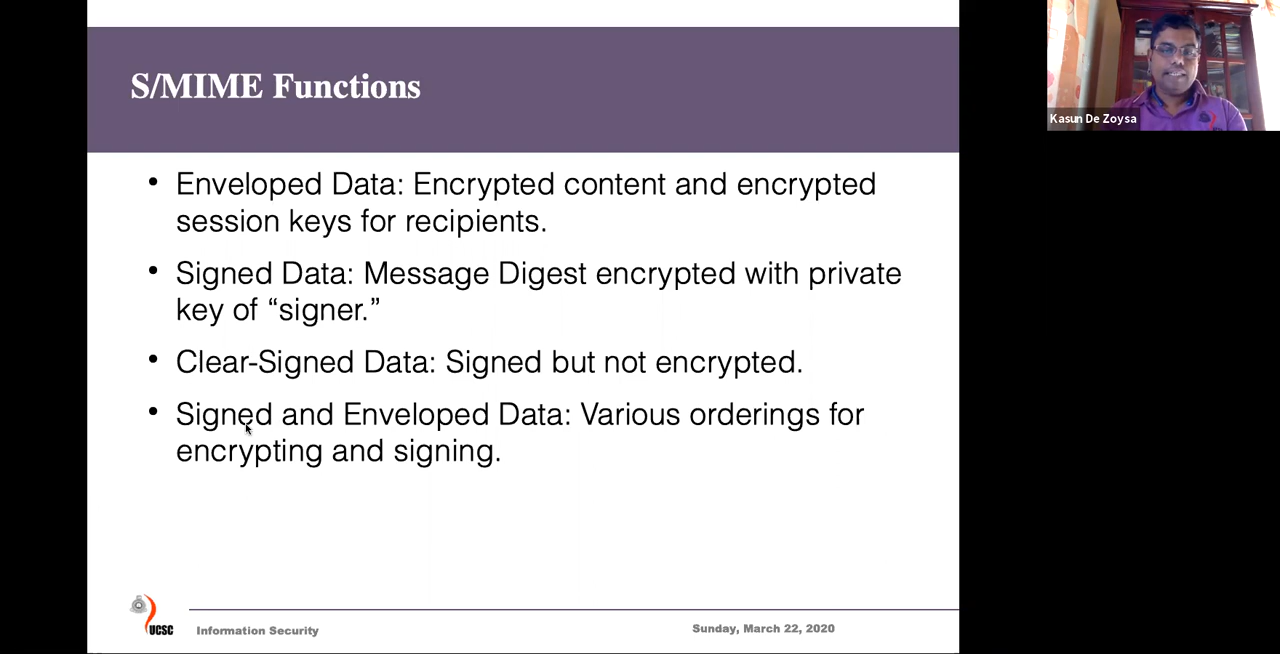 S/MIME Functions
Kasun De Zoysa
• Enveloped Data: Encrypted content and encrypted
session keys for recipients.
• Signed Data: Message Digest encrypted with private
key of “signer.”
• Clear-Signed Data: Signed but not encrypted.
• Signed and Enveloped Data: Various orderings for
encrypting and signing.
UCSC
Information Security
Sunday, March 22, 2020